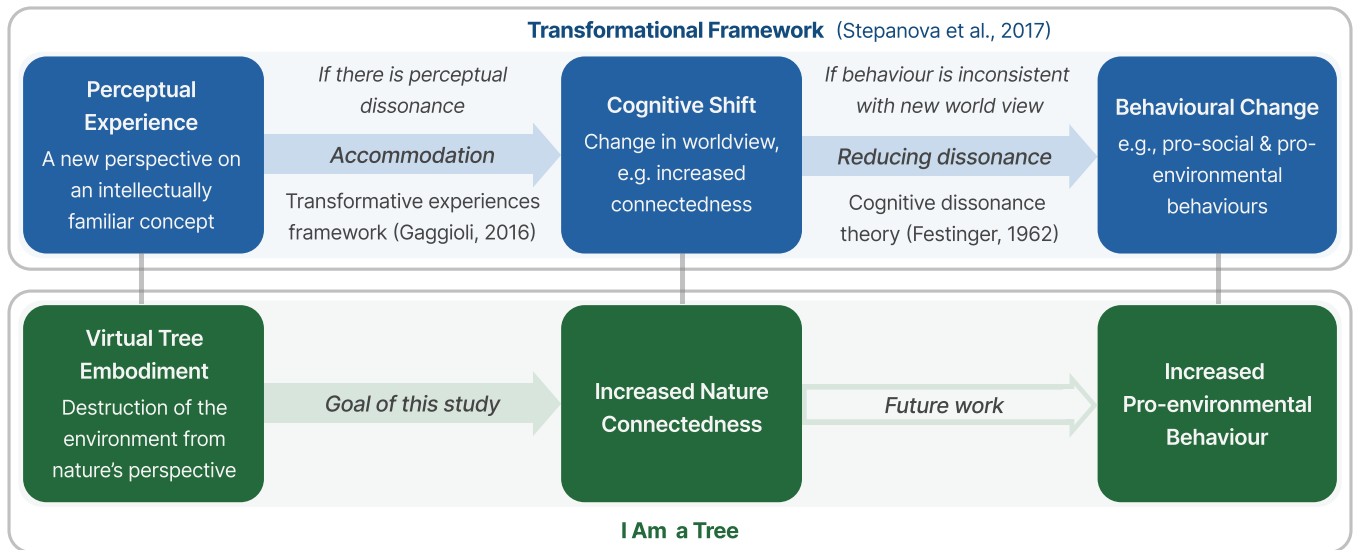 Transformational Framework (Stepanova et al., 2017)
Perceptual
Experience
A new perspective on
an intellectually
familiar concept
If there is perceptual
dissonance
Accommodation
Transformative experiences
framework (Gaggioli, 2016)
Cognitive Shift
Change in worldview,
e.g. increased
connectedness
If behaviour is inconsistent
with new world view
Reducing dissonance
Cognitive dissonance
theory (Festinger, 1962)
Behavioural Change
e.g., pro-social & pro-
environmental
behaviours
Virtual Tree
Embodiment
Destruction of the
environment from
nature’s perspective
Goal of this study
Increased Nature
Connectedness
Future work
Increased
Pro-environmental
Behaviour
I Am a Tree